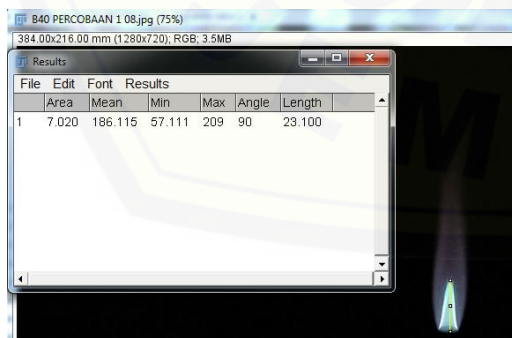 B40 PERCOBAAN 1 08.jpg (75%)
384.00x216.00 mm (1280x720); RGB; 3.5MB
Results
File Edit Font Results
Area Mean Min Max Angle Length
1 7.020 186.115 57.111 209 90 23.100